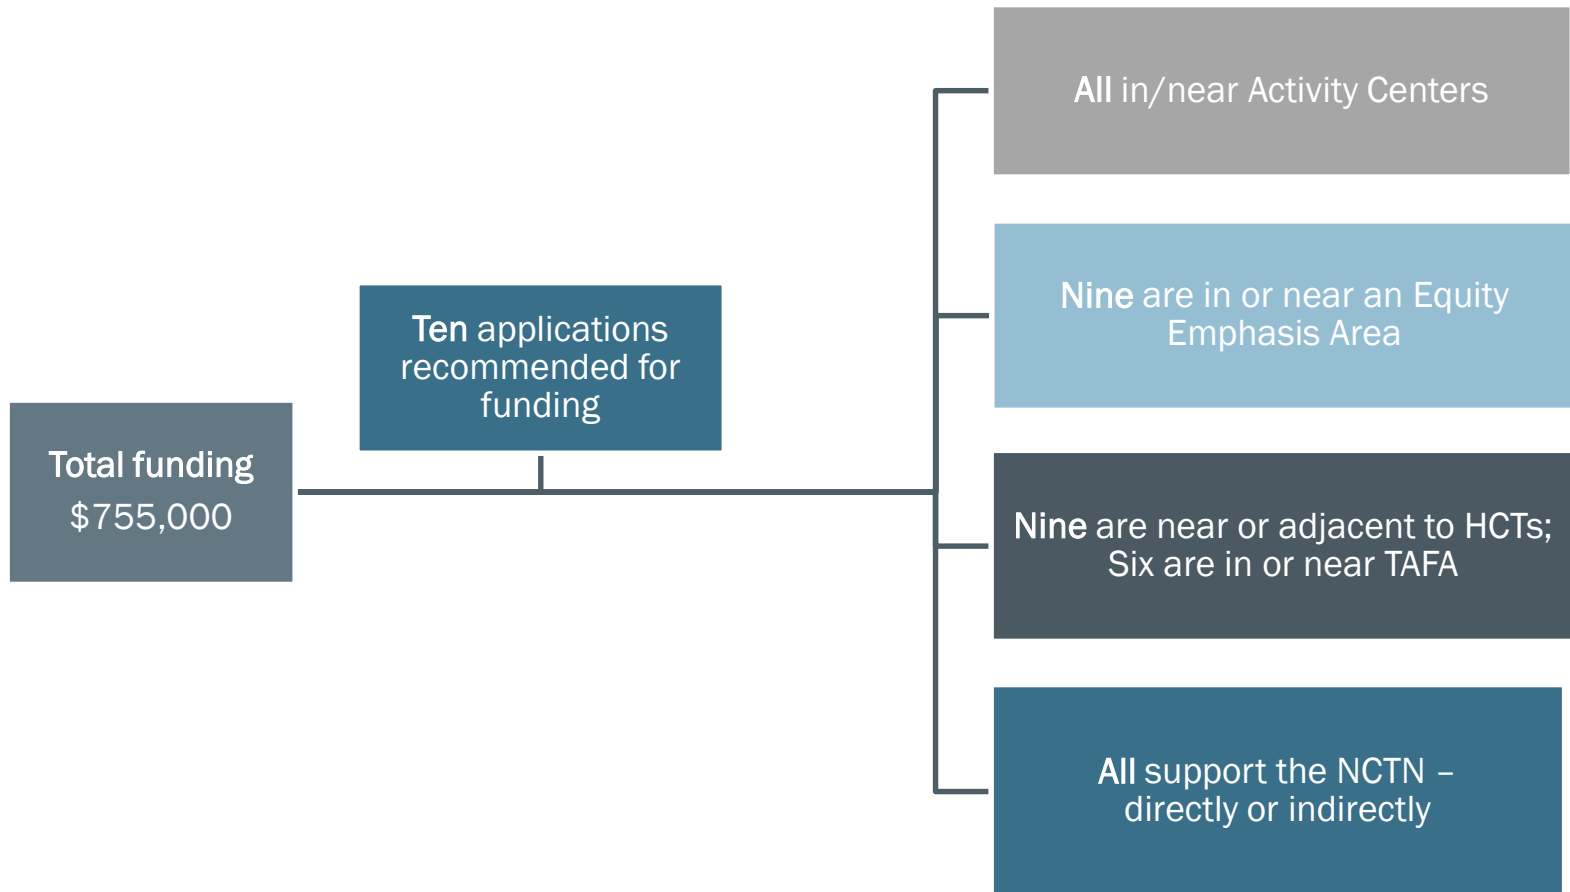 Total funding
$755,000
Ten applications
recommended for
funding
All in/near Activity Centers
Nine are in or near an Equity
Emphasis Area
Nine are near or adjacent to HCTs;
Six are in or near TAFA
All support the NCTN –
directly or indirectly